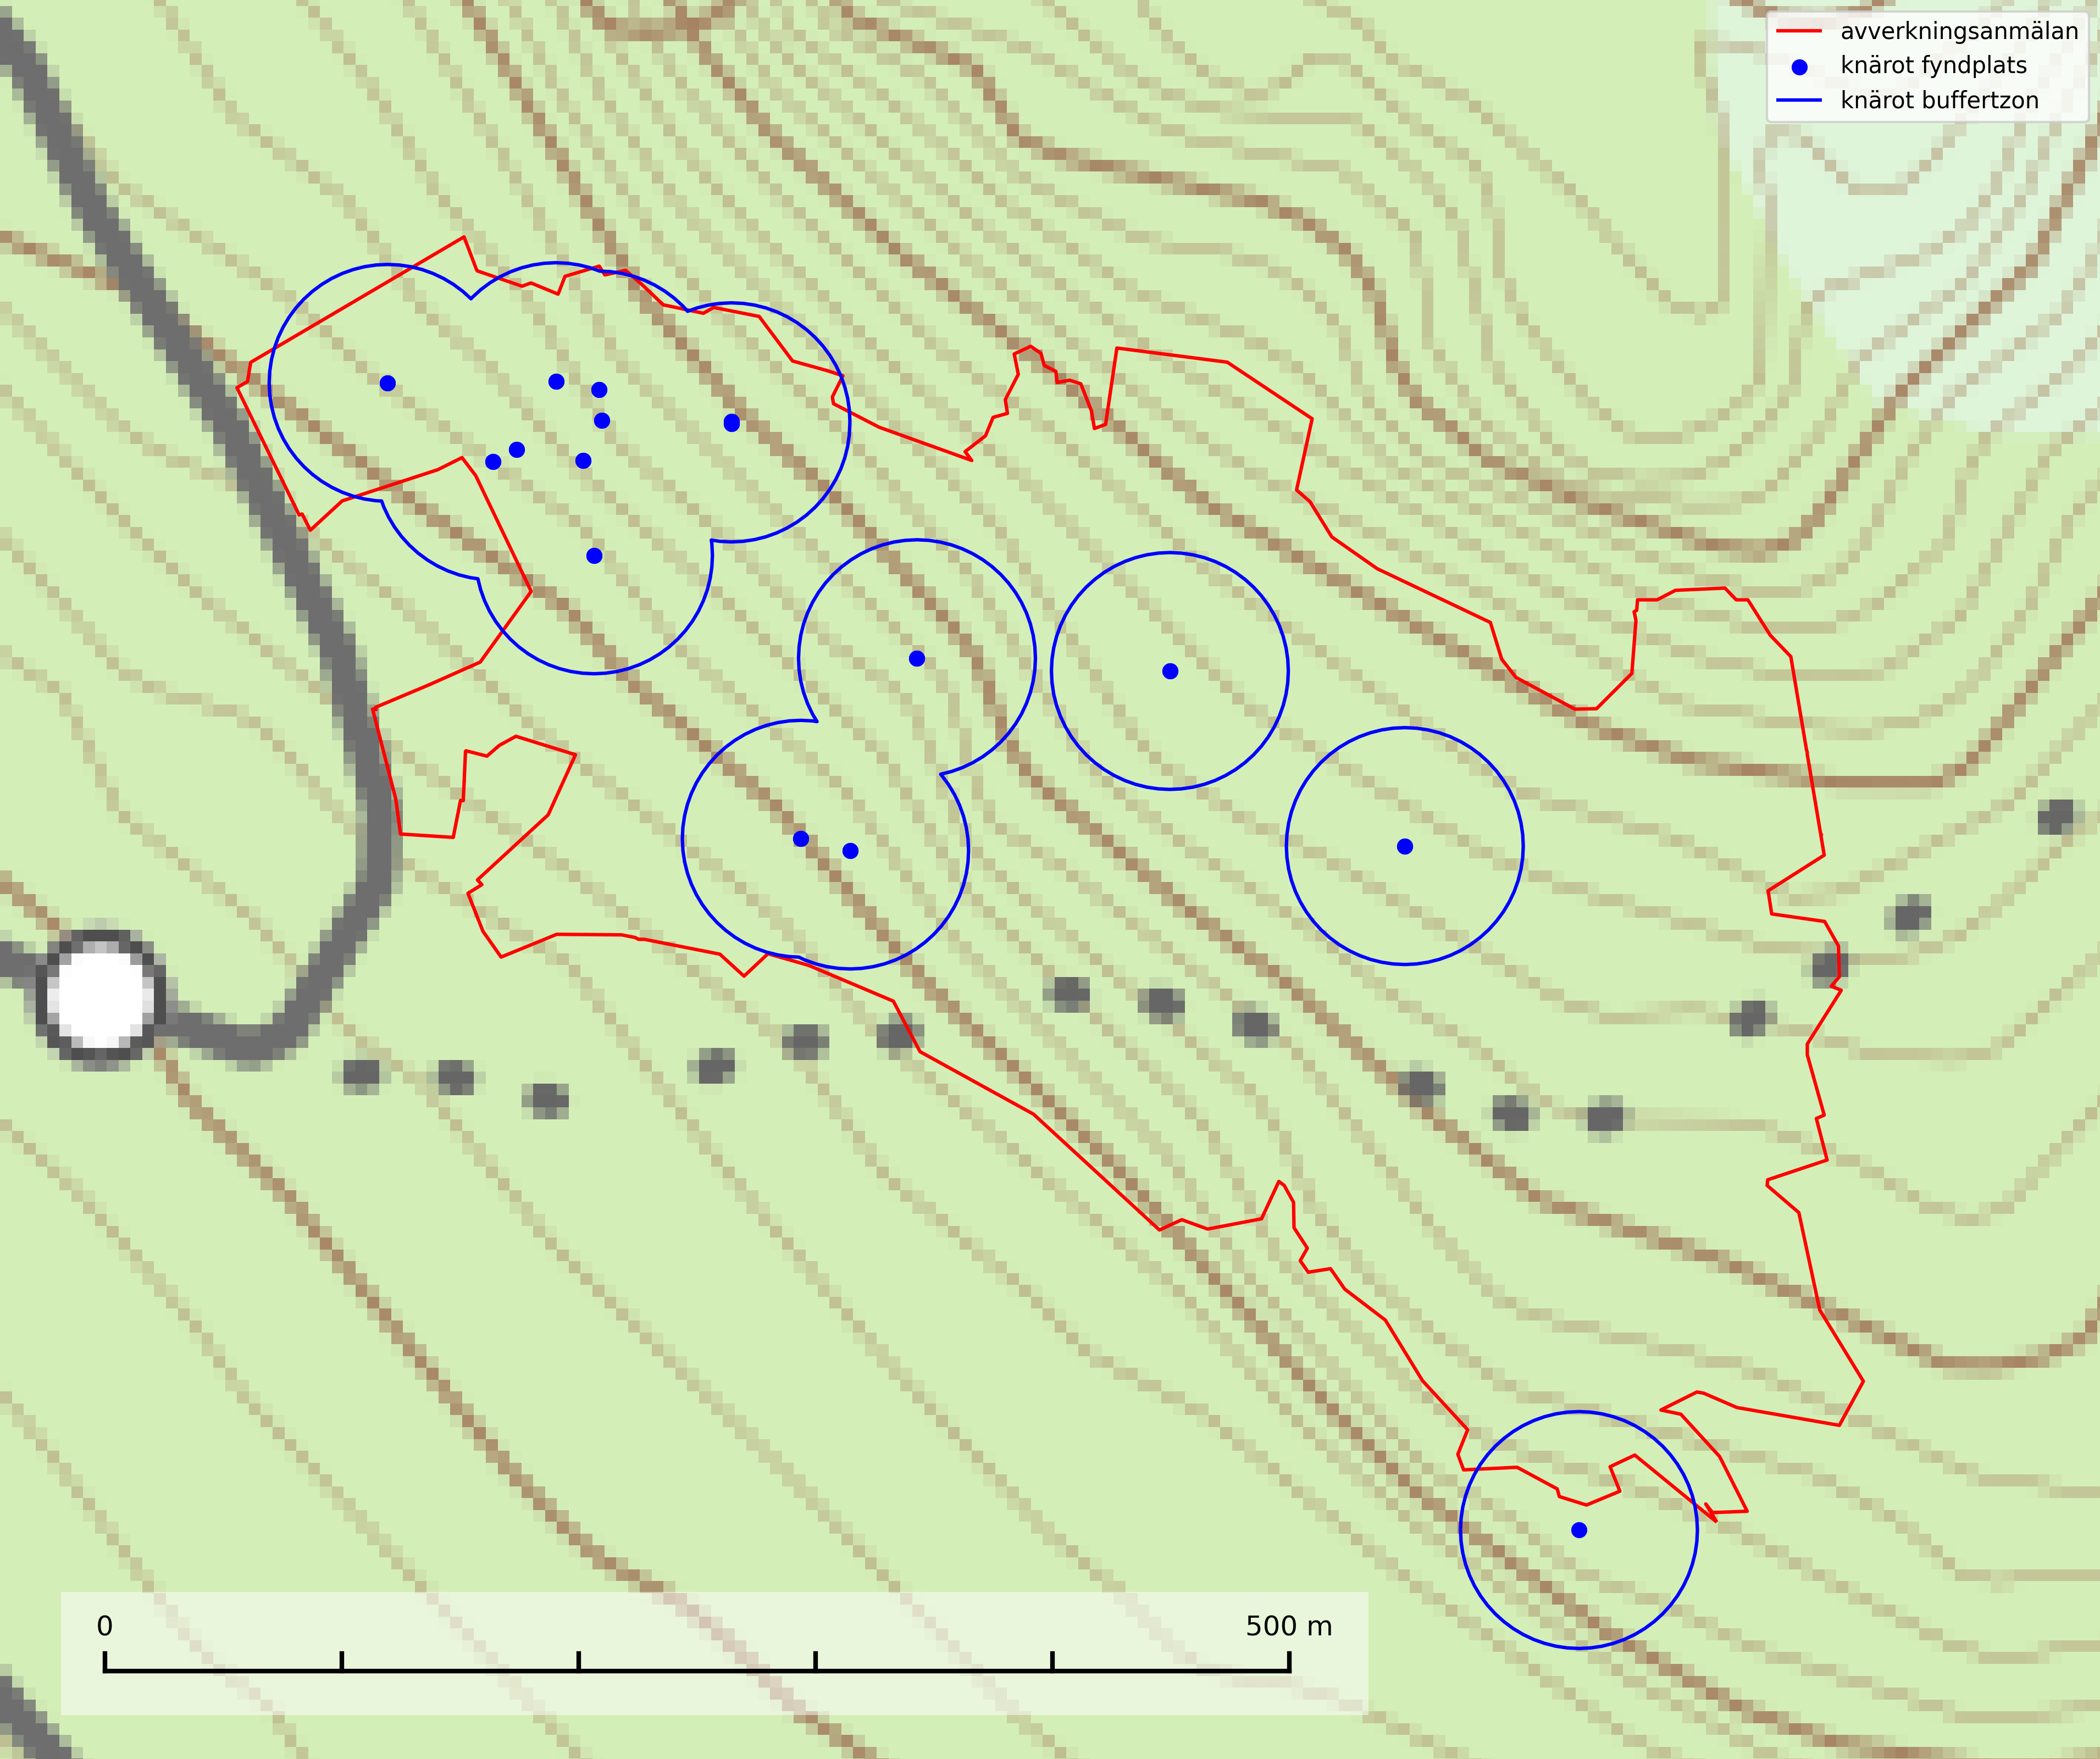 avverkningsanmälan
knärot fyndplats
knärot buffertzon
0 500 m